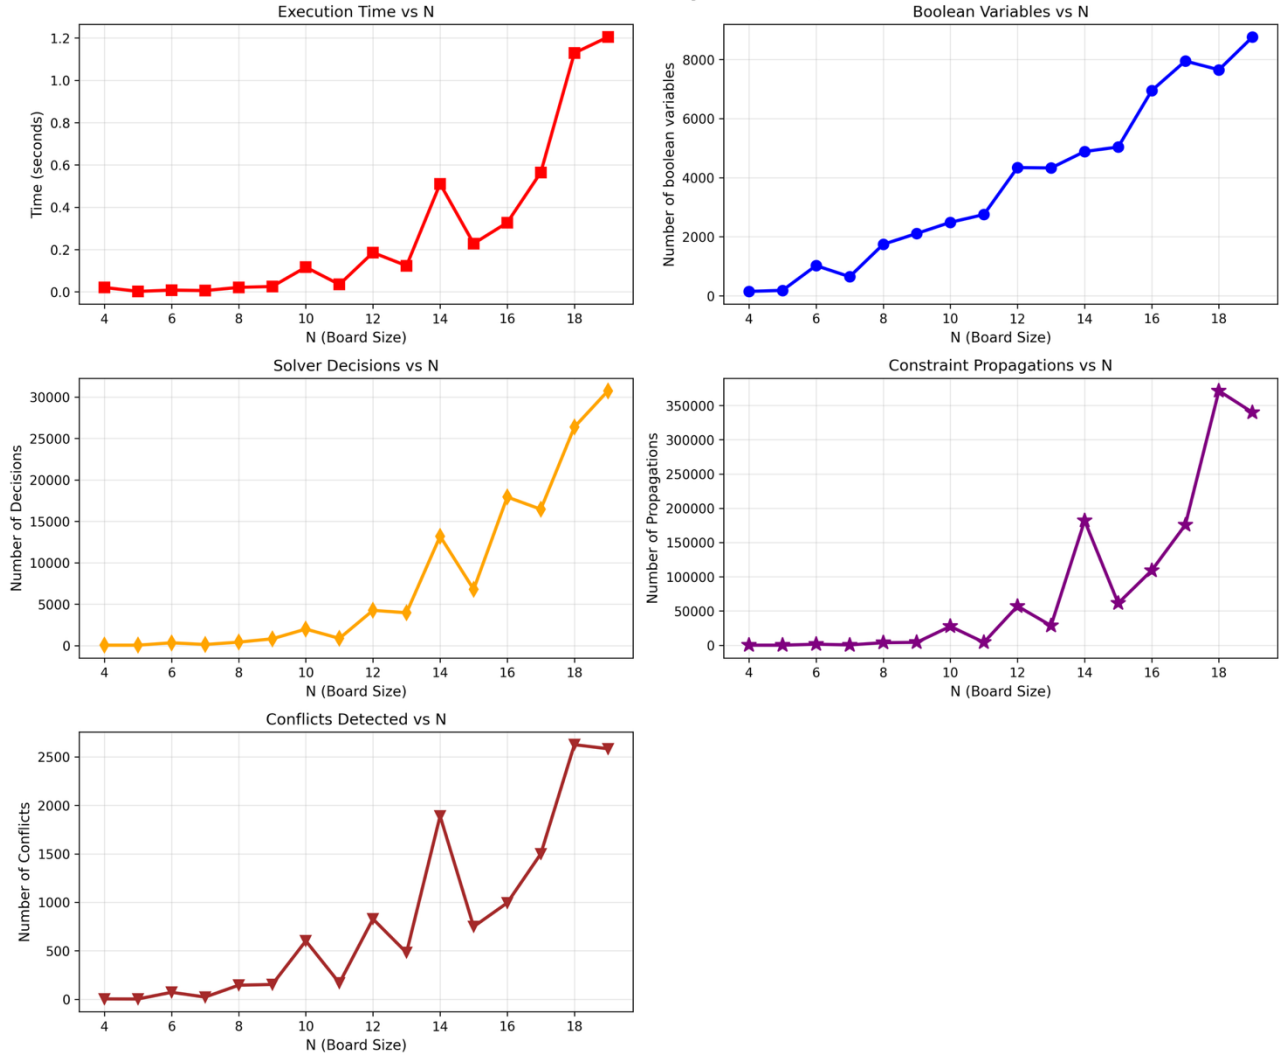 Execution Time vs N
Time (seconds)
1.2
1.0
0.8
0.6
0.4
0.2
0.0
4 6 8 10 12 14 16 18
N (Board Size)
Boolean Variables vs N
Number of boolean variables
8000
6000
4000
2000
0
4 6 8 10 12 14 16 18
N (Board Size)
Solver Decisions vs N
Number of Decisions
30000
25000
20000
15000
10000
5000
0
4 6 8 10 12 14 16 18
N (Board Size)
Constraint Propagations vs N
Number of Propagations
350000
300000
250000
200000
150000
100000
50000
0
4 6 8 10 12 14 16 18
N (Board Size)
Conflicts Detected vs N
Number of Conflicts
2500
2000
1500
1000
500
0
4 6 8 10 12 14 16 18
N (Board Size)